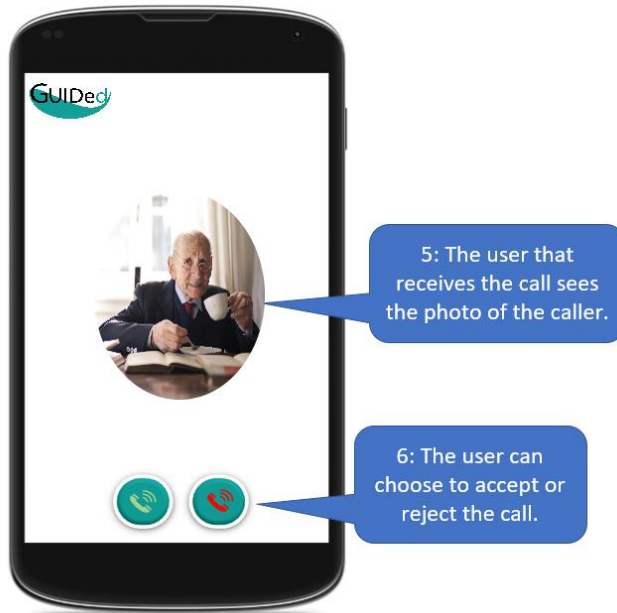 GUIDed
5: The user that
receives the call sees
the photo of the caller.
6: The user can
choose to accept or
reject the call.